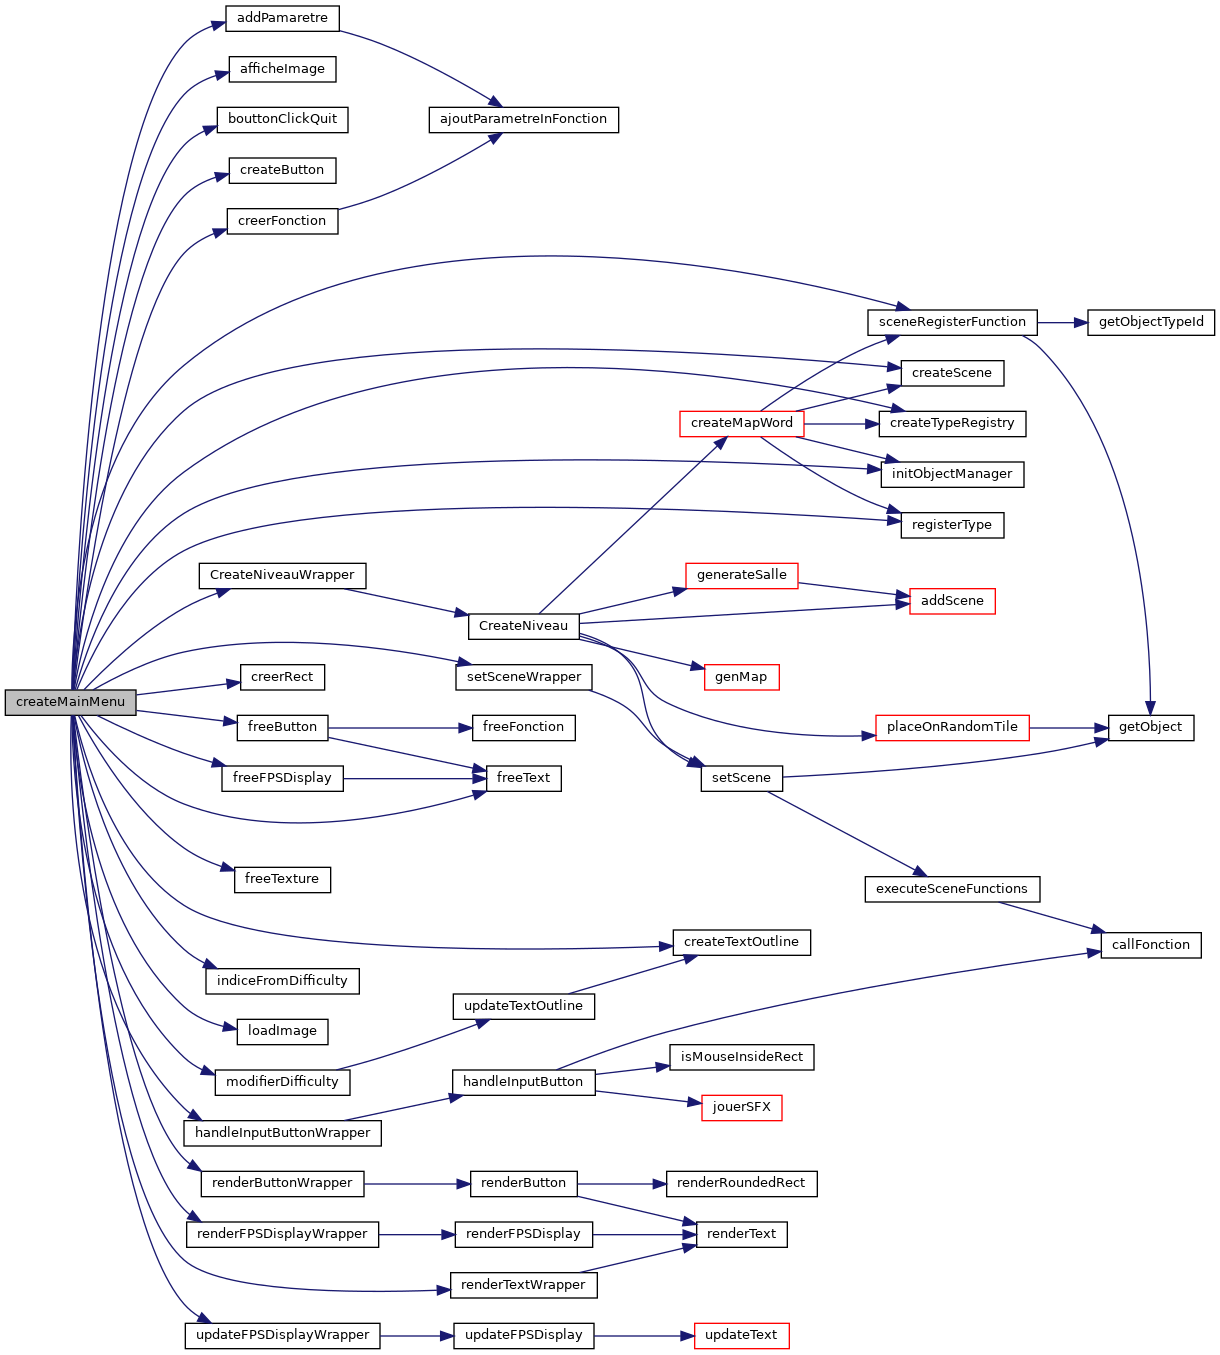 addPamaretre
afficheImage
bouttonClickQuit
ajoutParametreInFonction
createButton
creerFonction
sceneRegisterFunction
getObjectTypeId
createScene
createMapWord
createTypeRegistry
initObjectManager
registerType
CreateNiveauWrapper
generateSalle
addScene
CreateNiveau
creerRect
setSceneWrapper
genMap
createMainMenu
freeButton
freeFonction
placeOnRandomTile
getObject
freeFPSDisplay
freeText
setScene
freeTexture
executeSceneFunctions
createTextOutline
callFonction
indiceFromDifficulty
updateTextOutline
loadImage
isMouseInsideRect
modifierDifficulty
handleInputButton
jouerSFX
handleInputButtonWrapper
renderButtonWrapper
renderButton
renderRoundedRect
renderFPSDisplayWrapper
renderFPSDisplay
renderText
renderTextWrapper
updateFPSDisplayWrapper
updateFPSDisplay
updateText